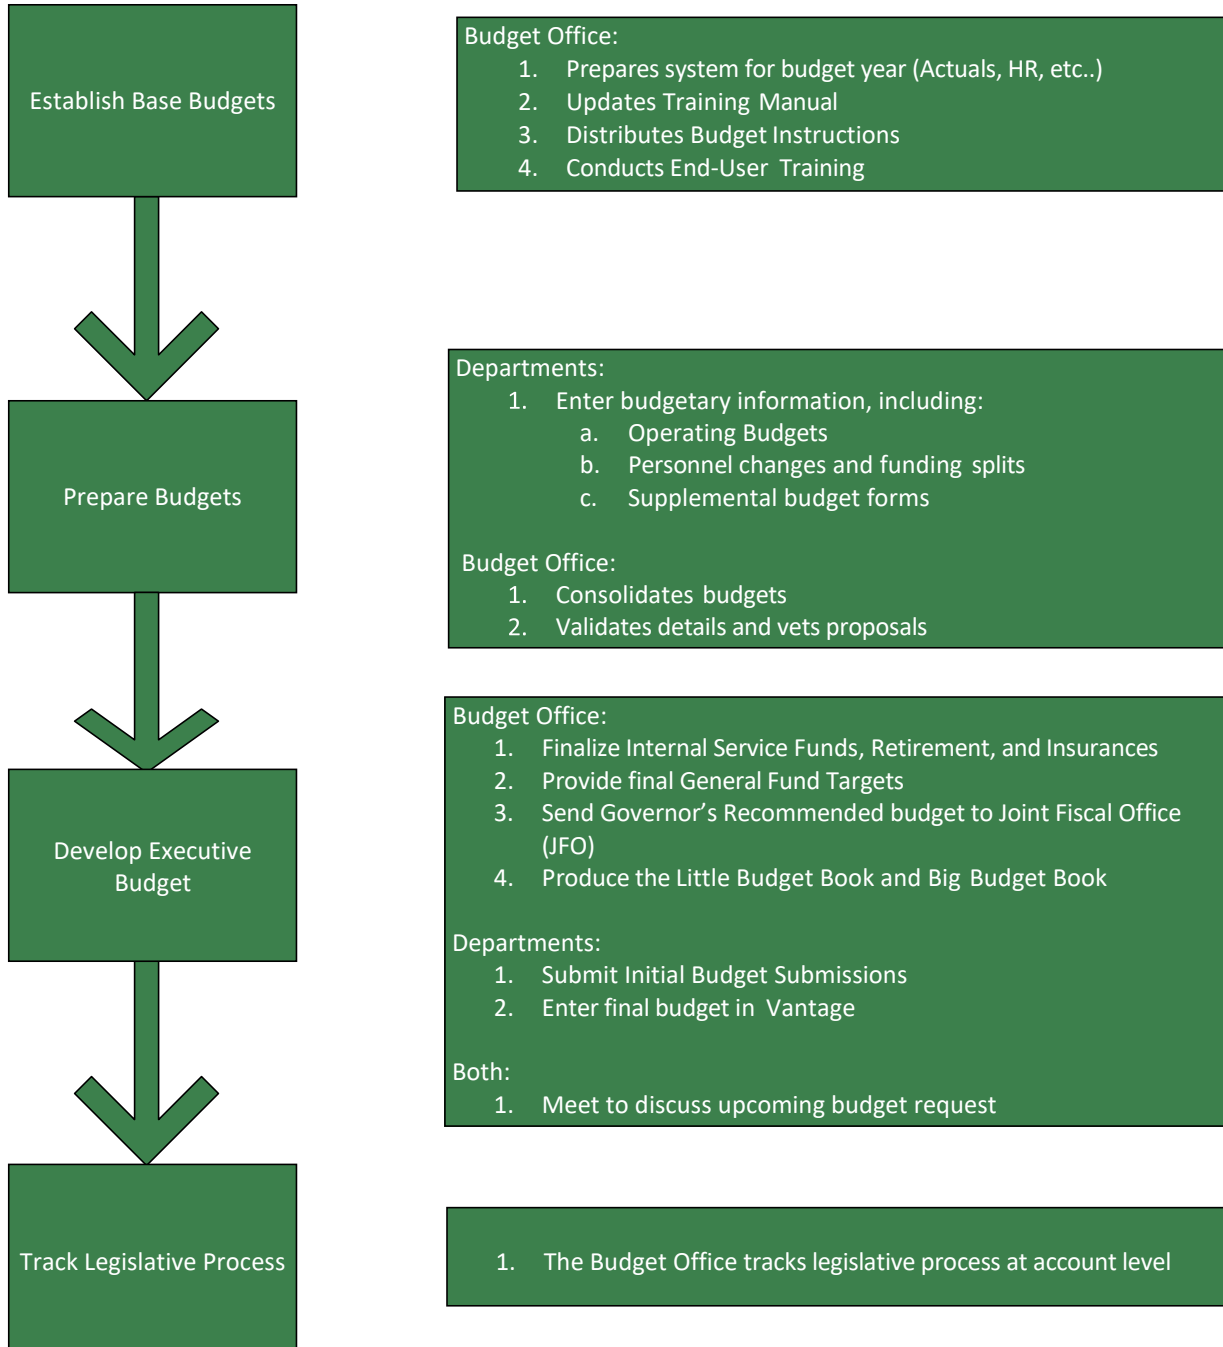 Establish Base Budgets
Budget Office:
1. Prepares system for budget year (Actuals, HR, etc..)
2. Updates Training Manual
3. Distributes Budget Instructions
4. Conducts End-User Training
Prepare Budgets
Departments:
1. Enter budgetary information, including:
a. Operating Budgets
b. Personnel changes and funding splits
c. Supplemental budget forms
Budget Office:
1. Consolidates budgets
2. Validates details and vets proposals
Develop Executive
Budget
Budget Office:
1. Finalize Internal Service Funds, Retirement, and Insurances
2. Provide final General Fund Targets
3. Send Governor’s Recommended budget to Joint Fiscal Office
(JFO)
4. Produce the Little Budget Book and Big Budget Book
Departments:
1. Submit Initial Budget Submissions
2. Enter final budget in Vantage
Both:
1. Meet to discuss upcoming budget request
Track Legislative Process
1. The Budget Office tracks legislative process at account level